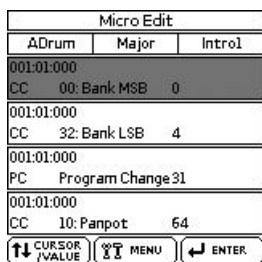 Micro Edit
ADrum Major Intro1
001:01:000
CC 00: Bank MSB 0
001:01:000
CC 32: Bank LSB 4
001:01:000
PC Program Change 31
001:01:000
CC 10: Panpot 64
CURSOR /VALUE MENU ENTER